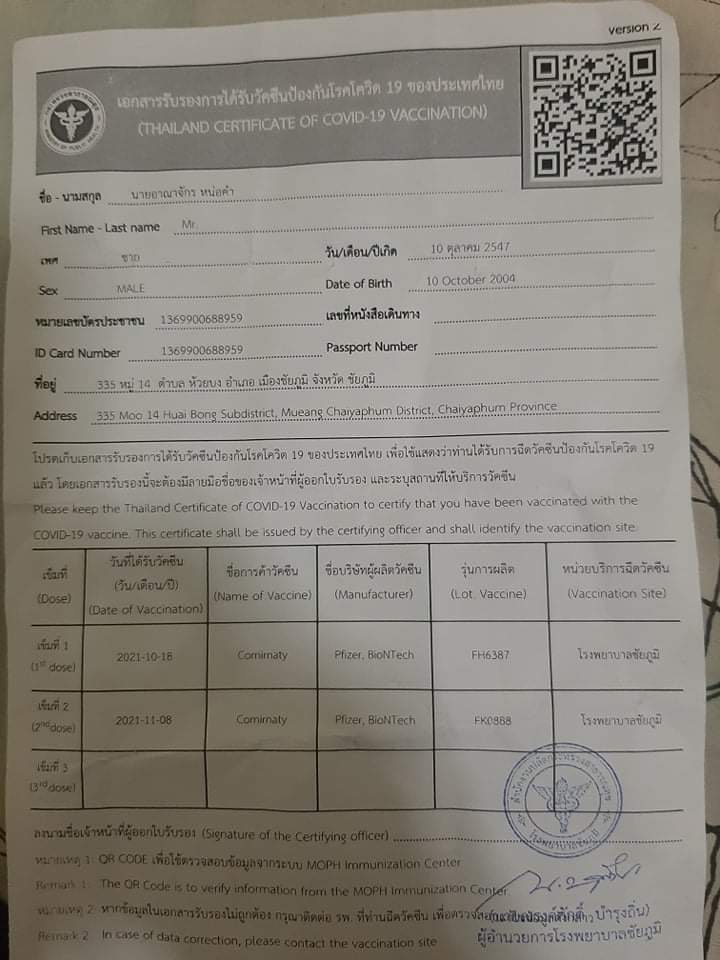 Version 2
เอกสารรับรองการได้รับวัคซีนป้องกันโรคโควิด 19 ของประเทศไทย
(THAILAND CERTIFICATE OF COVID-19 VACCINATION)
ชื่อ - นามสกุล นายอาณาจักร หน่อคำ
First Name - Last name Mr.
เพศ ชาย วัน/เดือน/ปีเกิด 10 ตุลาคม 2547
Sex MALE Date of Birth 10 October 2004
หมายเลขบัตรประชาชน 1369900688959 เลขที่หนังสือเดินทาง
ID Card Number 1369900688959 Passport Number
ที่อยู่ 335 หมู่ 14 ตำบล ห้วยบง อำเภอ เมืองชัยภูมิ จังหวัด ชัยภูมิ
Address 335 Moo 14 Huai Bong Subdistrict, Mueang Chaiyaphum District, Chaiyaphum Province
โปรดเก็บเอกสารรับรองการได้รับวัคซีนป้องกันโรคโควิด 19 ของประเทศไทย เพื่อใช้แสดงว่าท่านได้รับการฉีดวัคซีนป้องกันโรคโควิด 19
แล้ว โดยเอกสารรับรองนี้จะต้องมีลายมือชื่อของเจ้าหน้าที่ผู้ออกใบรับรอง และระบุสถานที่ให้บริการวัคซีน
Please keep the Thailand Certificate of COVID-19 Vaccination to certify that you have been vaccinated with the
COVID-19 vaccine. This certificate shall be issued by the certifying officer and shall identify the vaccination site.
เข็มที่ (Dose) วันที่ได้รับวัคซีน (วัน/เดือน/ปี) (Date of Vaccination) ชื่อการค้าวัคซีน (Name of Vaccine) ชื่อบริษัทผู้ผลิตวัคซีน (Manufacturer) รุ่นการผลิต (Lot. Vaccine) หน่วยบริการฉีดวัคซีน (Vaccination Site)
เข็มที่ 1 (1st dose) 2021-10-18 Comirnaty Pfizer, BioNTech FH6387 โรงพยาบาลชัยภูมิ
เข็มที่ 2 (2nd dose) 2021-11-08 Comirnaty Pfizer, BioNTech FK0868 โรงพยาบาลชัยภูมิ
เข็มที่ 3 (3rd dose)
ลงนามชื่อเจ้าหน้าที่ผู้ออกใบรับรอง (Signature of the Certifying officer)
หมายเหตุ 1: QR CODE เพื่อใช้ตรวจสอบข้อมูลจากระบบ MOPH Immunization Center
Remark 1: The QR Code is to verify information from the MOPH Immunization Center.
หมายเหตุ 2: หากข้อมูลในเอกสารรับรองไม่ถูกต้อง กรุณาติดต่อ รพ. ที่ท่านฉีดวัคซีน เพื่อตรวจสอบ
บำรุงถิ่น)
Remark 2: In case of data correction, please contact the vaccination site
ผู้อำนวยการโรงพยาบาลชัยภูมิ